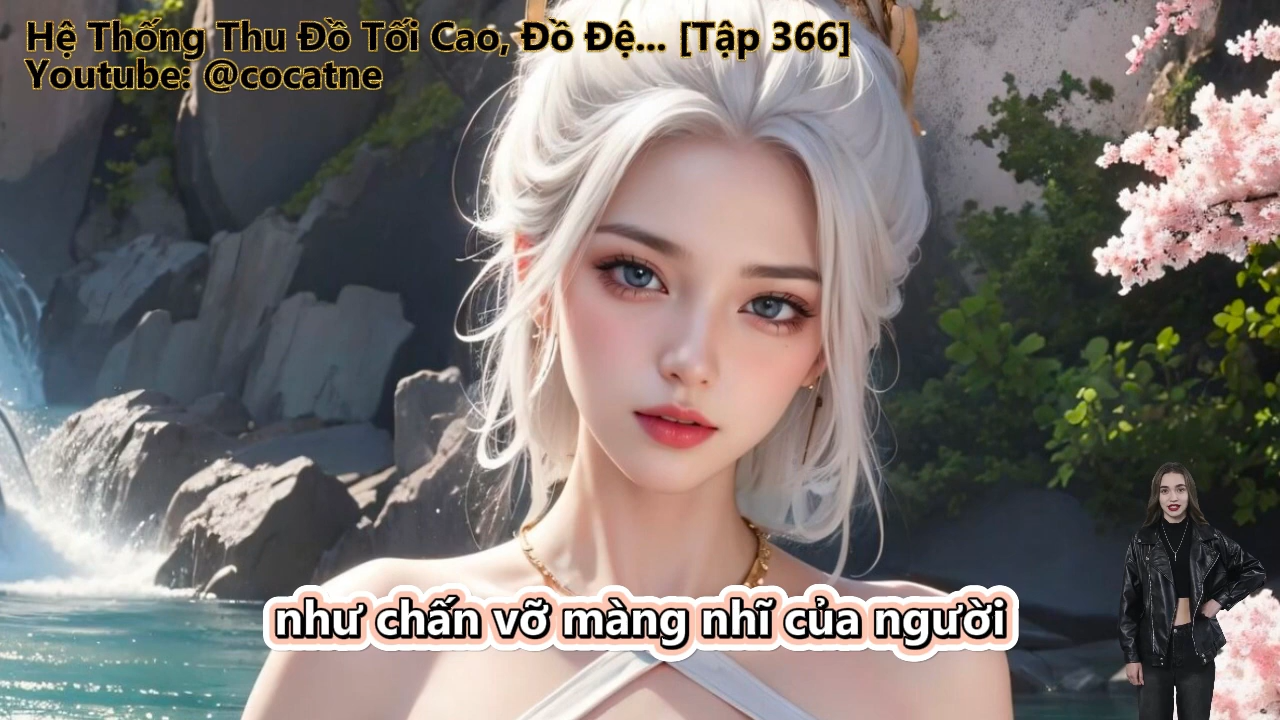 Hệ Thống Thu Đồ Tối Cao, Đồ Đệ... [Tập 366]
Youtube: @cocatne
như chấn vỡ màng nhĩ của người